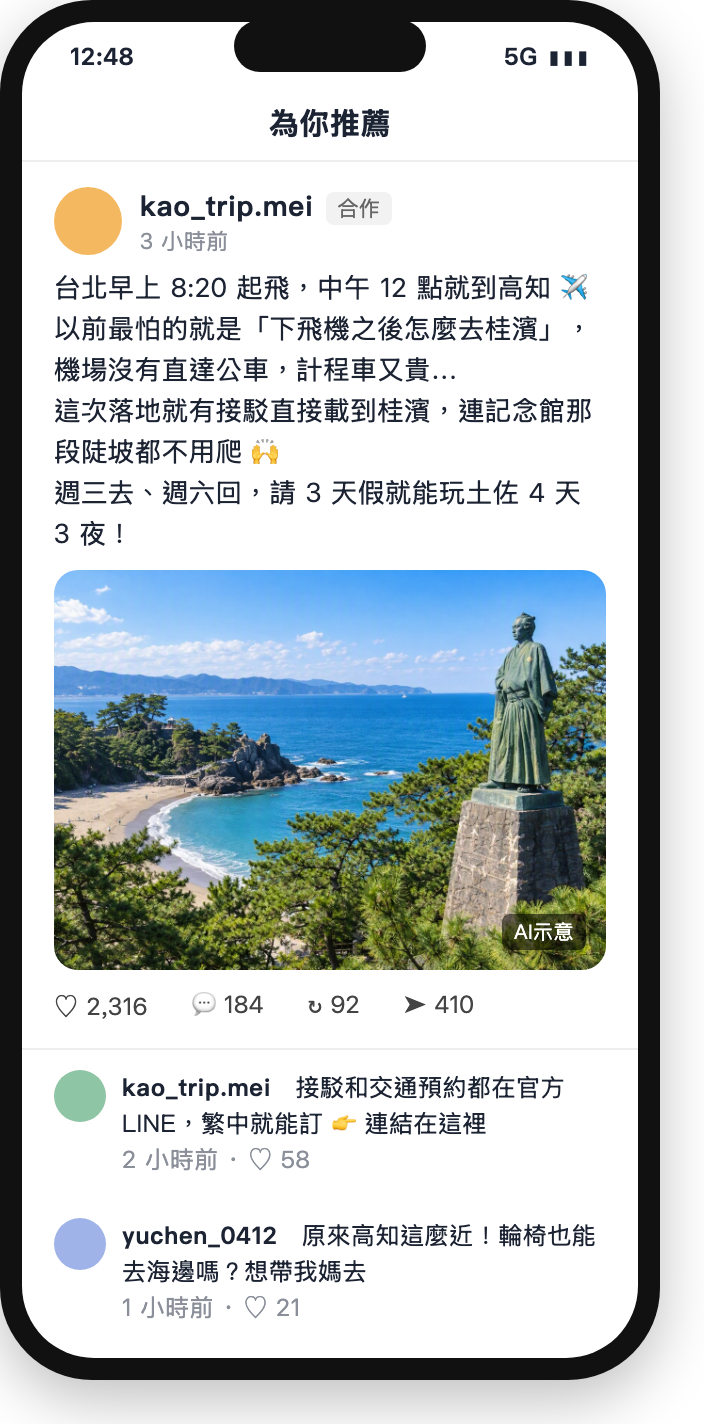 12:48
5G
為你推薦
kao_trip.mei 合作
3 小時前
台北早上 8:20 起飛，中午 12 點就到高知 ✈️
以前最怕的就是「下飛機之後怎麼去桂濱」，
機場沒有直達公車，計程車又貴…
這次落地就有接駁直接載到桂濱，連記念館那
段陡坡都不用爬 🙌
週三去、週六回，請 3 天假就能玩土佐 4 天
3 夜！
AI示意
♡ 2,316 💬 184 ↻ 92 ➤ 410
kao_trip.mei 接駁和交通預約都在官方
LINE，繁中就能訂 👉 連結在這裡
2 小時前 · ♡ 58
yuchen_0412 原來高知這麼近！輪椅也能
去海邊嗎？想帶我媽去
1 小時前 · ♡ 21